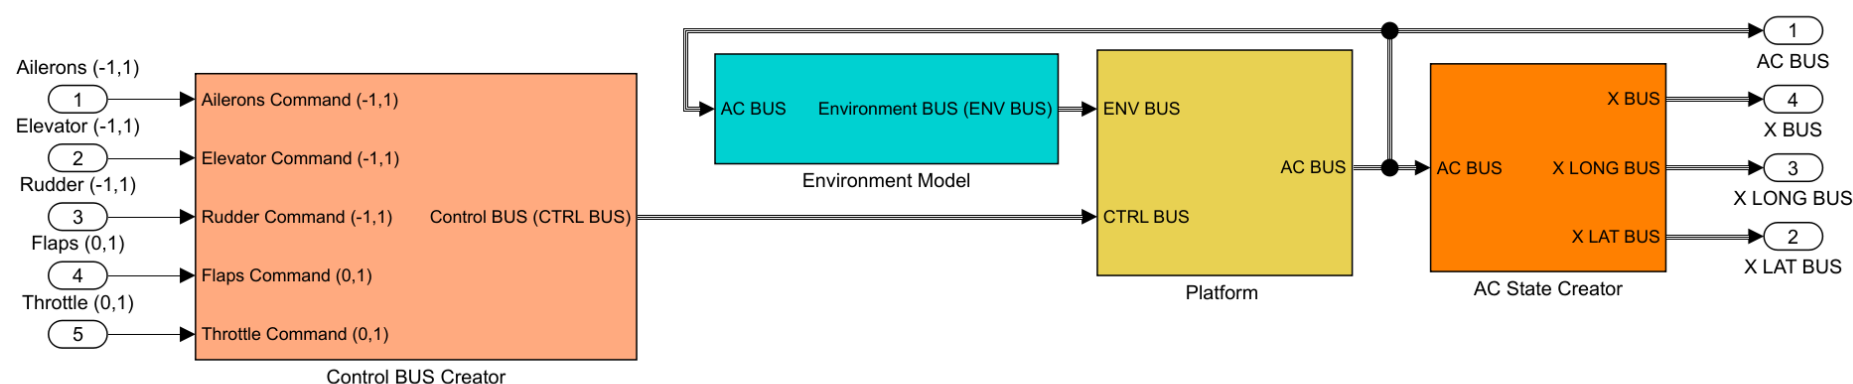 Ailerons (-1,1)
1
Elevator (-1,1)
2
Rudder (-1,1)
3
Flaps (0,1)
4
Throttle (0,1)
5
Ailerons Command (-1,1)
Elevator Command (-1,1)
Rudder Command (-1,1)
Control BUS (CTRL BUS)
Flaps Command (0,1)
Throttle Command (0,1)
Control BUS Creator
AC BUS
Environment BUS (ENV BUS)
Environment Model
ENV BUS
AC BUS
CTRL BUS
Platform
AC BUS
X BUS
X LONG BUS
X LAT BUS
AC State Creator
1
AC BUS
4
X BUS
3
X LONG BUS
2
X LAT BUS